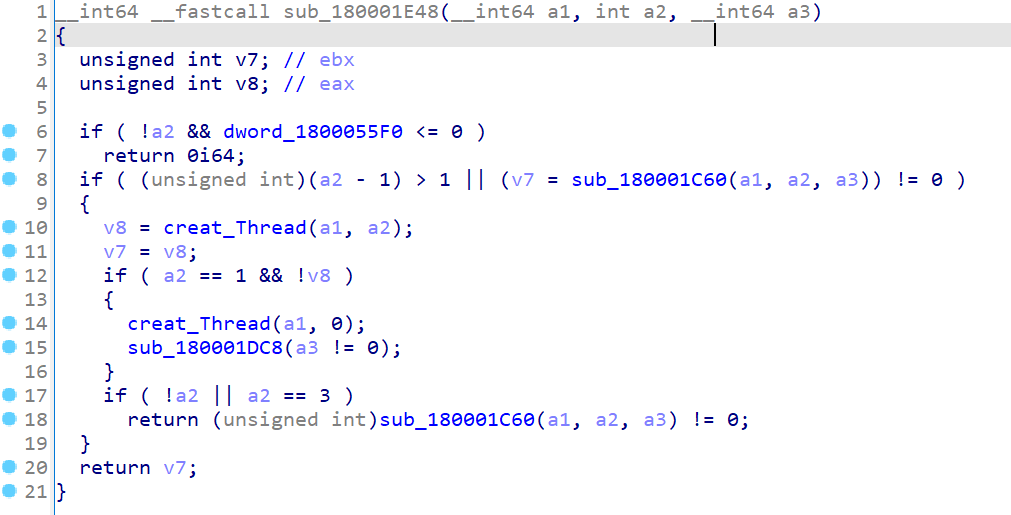 1 __int64 __fastcall sub_180001E48(__int64 a1, int a2, __int64 a3)
2 {
3 unsigned int v7; // ebx
4 unsigned int v8; // eax
5
6 if ( !a2 && dword_1800055F0 <= 0 )
7 return 0i64;
8 if ( (unsigned int)(a2 - 1) > 1 || (v7 = sub_180001C60(a1, a2, a3)) != 0 )
9 {
10 v8 = creat_Thread(a1, a2);
11 v7 = v8;
12 if ( a2 == 1 && !v8 )
13 {
14 creat_Thread(a1, 0);
15 sub_180001DC8(a3 != 0);
16 }
17 if ( !a2 || a2 == 3 )
18 return (unsigned int)sub_180001C60(a1, a2, a3) != 0;
19 }
20 return v7;
21 }